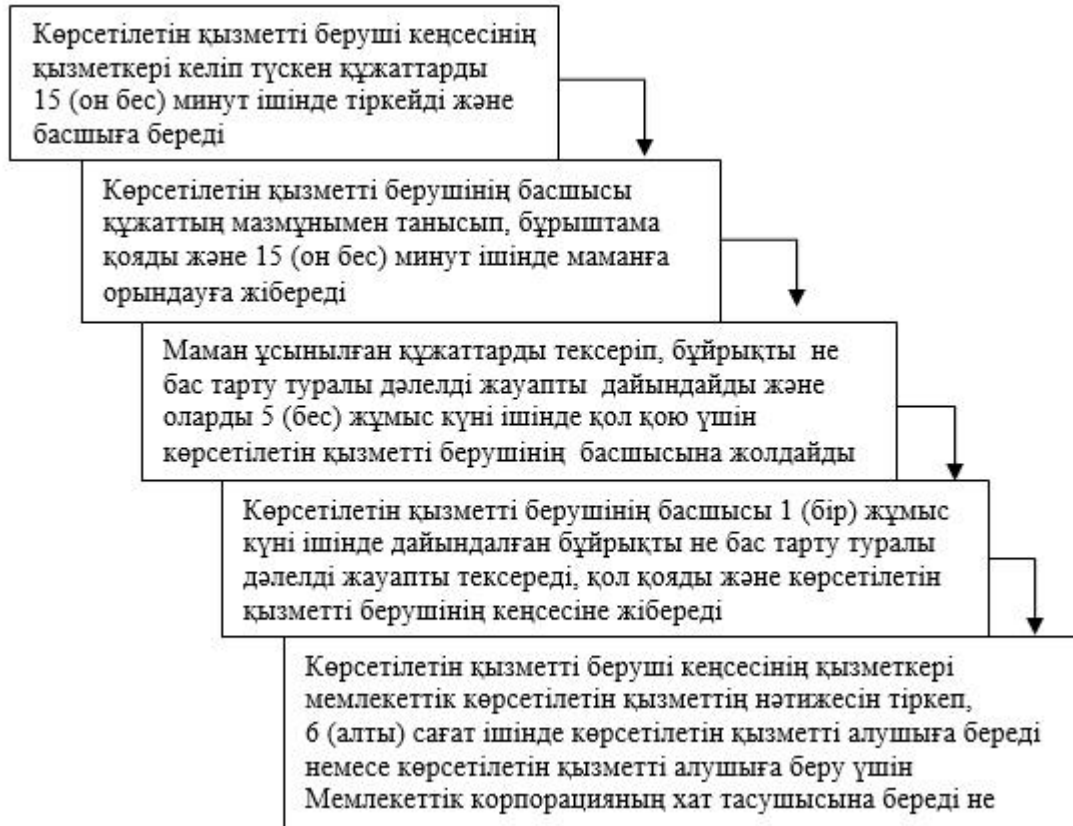 Көрсетілетін қызметті беруші кеңсесінің
қызметкері келіп түскен құжаттарды
15 (он бес) минут ішінде тіркейді және
басшыға береді
Көрсетілетін қызметті берушінің басшысы
құжаттың мазмұнымен танысып, бұрыштама
қояды және 15 (он бес) минут ішінде маманға
орындауға жібереді
Маман ұсынылған құжаттарды тексеріп, бұйрықты не
бас тарту туралы дәлелді жауапты дайындайды және
оларды 5 (бес) жұмыс күні ішінде қол қою үшін
көрсетілетін қызметті берушінің басшысына жолдайды
Көрсетілетін қызметті берушінің басшысы 1 (бір) жұмыс
күні ішінде дайындалған бұйрықты не бас тарту туралы
дәлелді жауапты тексереді, қол қояды және көрсетілетін
қызметті берушінің кеңсесіне жібереді
Көрсетілетін қызметті беруші кеңсесінің қызметкері
мемлекеттік көрсетілетін қызметтің нәтижесін тіркеп,
6 (алты) сағат ішінде көрсетілетін қызметті алушыға береді
немесе көрсетілетін қызметті алушыға беру үшін
Мемлекеттік корпорацияның хат тасушысына береді не